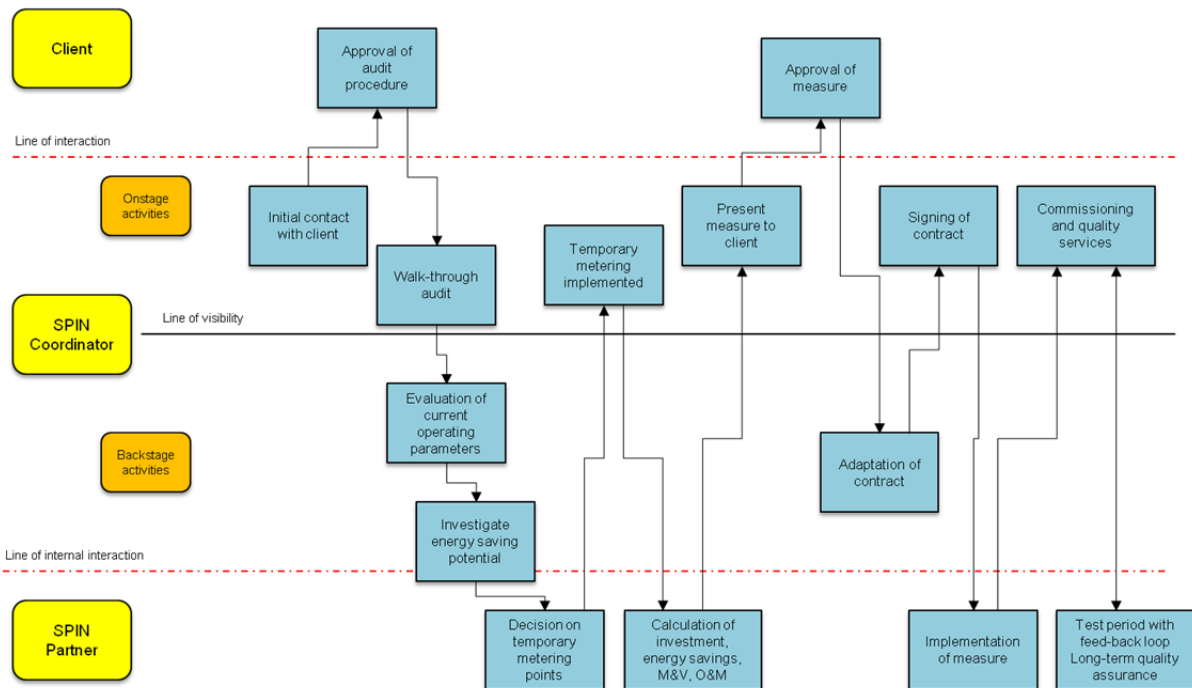 Client
Approval of
audit
procedure
Approval of
measure
Line of interaction
Onstage
activities
Initial contact
with client
Present
measure to
client
Signing of
contract
Commissioning
and quality
services
Temporary
metering
implemented
Walk-through
audit
SPIN
Coordinator
Line of visibility
Evaluation of
current
operating
parameters
Backstage
activities
Adaptation of
contract
Investigate
energy saving
potential
Line of internal interaction
SPIN
Partner
Decision on
temporary
metering
points
Calculation of
investment,
energy savings,
M&V, O&M
Implementation
of measure
Test period with
feed-back loop
Long-term quality
assurance